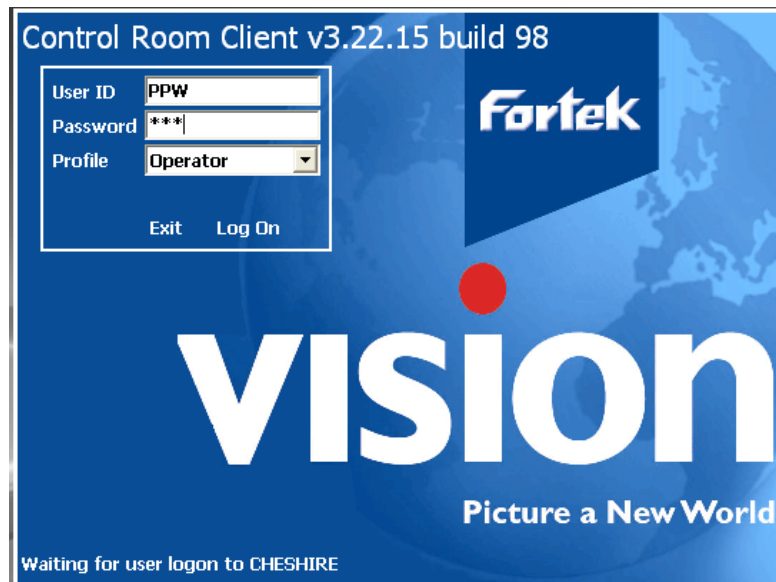 Control Room Client v3.22.15 build 98
User ID PPW
Password ***
Profile Operator
Exit Log On
Fortek
vision
Picture a New World
Waiting for user logon to CHESHIRE